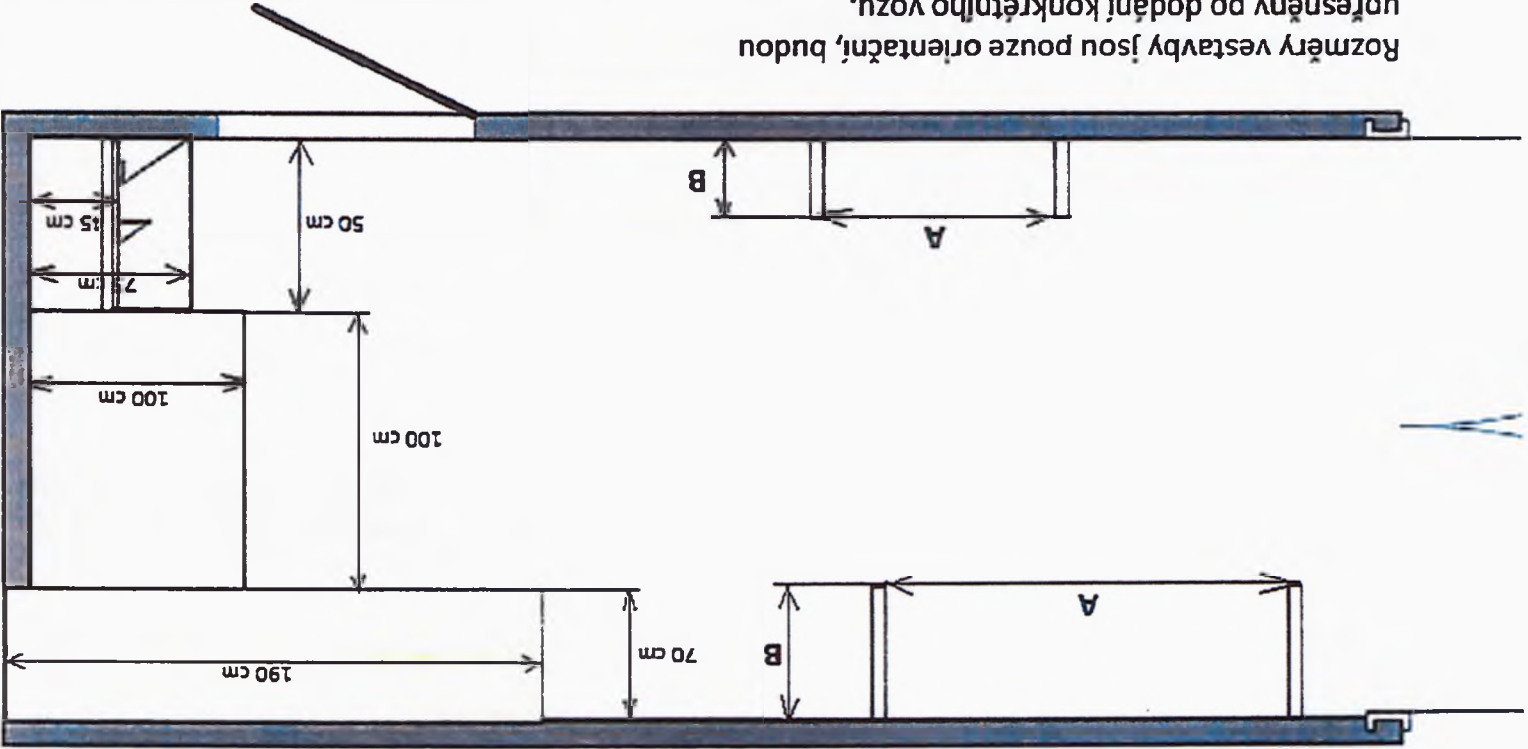 B
70 cm
190 cm
A
100 cm
100 cm
75 cm
A
50 cm
45 cm
B
Rozměry vestavby jsou pouze orientační, budou
upřesněny po dodání konkrétního vozu.